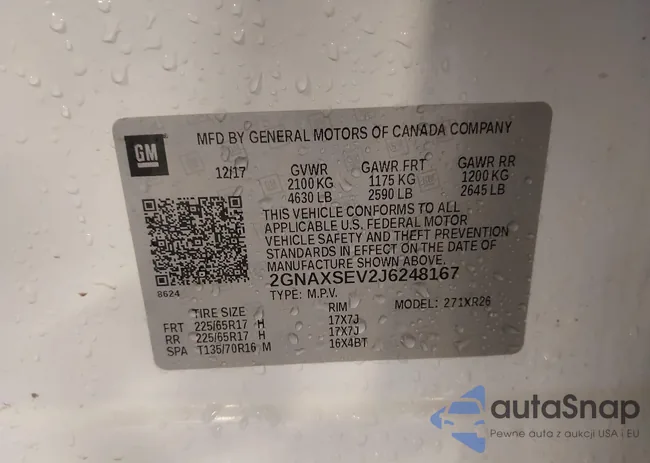 GM
MFD BY GENERAL MOTORS OF CANADA COMPANY
12/17 GVWR GAWR FRT GAWR RR
2100 KG 1175 KG 1200 KG
4630 LB 2590 LB 2645 LB
THIS VEHICLE CONFORMS TO ALL
APPLICABLE U.S. FEDERAL MOTOR
VEHICLE SAFETY AND THEFT PREVENTION
STANDARDS IN EFFECT ON THE DATE OF
MANUFACTURE SHOWN ABOVE.
2GNAXSEV2J6248167
8624
TYPE: M.P.V. MODEL: 271XR26
TIRE SIZE RIM
FRT 225/65R17 H 17X7J
RR 225/65R17 H 17X7J
SPA T135/70R16 M 16X4BT
autaSnap
Pewne auta z aukcji USA i EU